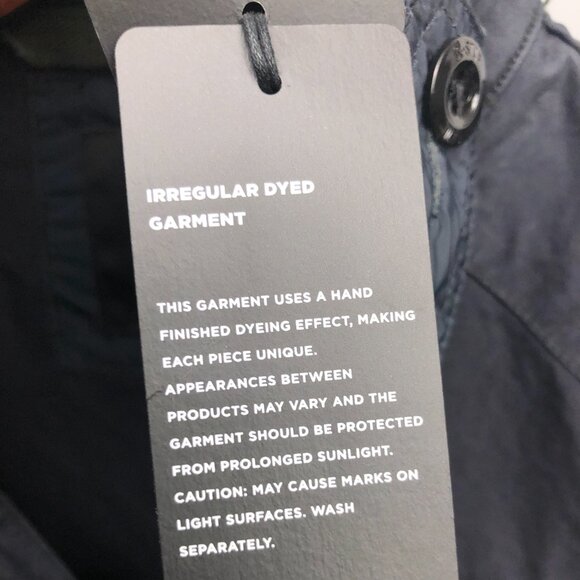 IRREGULAR DYED
GARMENT
THIS GARMENT USES A HAND
FINISHED DYEING EFFECT, MAKING
EACH PIECE UNIQUE.
APPEARANCES BETWEEN
PRODUCTS MAY VARY AND THE
GARMENT SHOULD BE PROTECTED
FROM PROLONGED SUNLIGHT.
CAUTION: MAY CAUSE MARKS ON
LIGHT SURFACES. WASH
SEPARATELY.